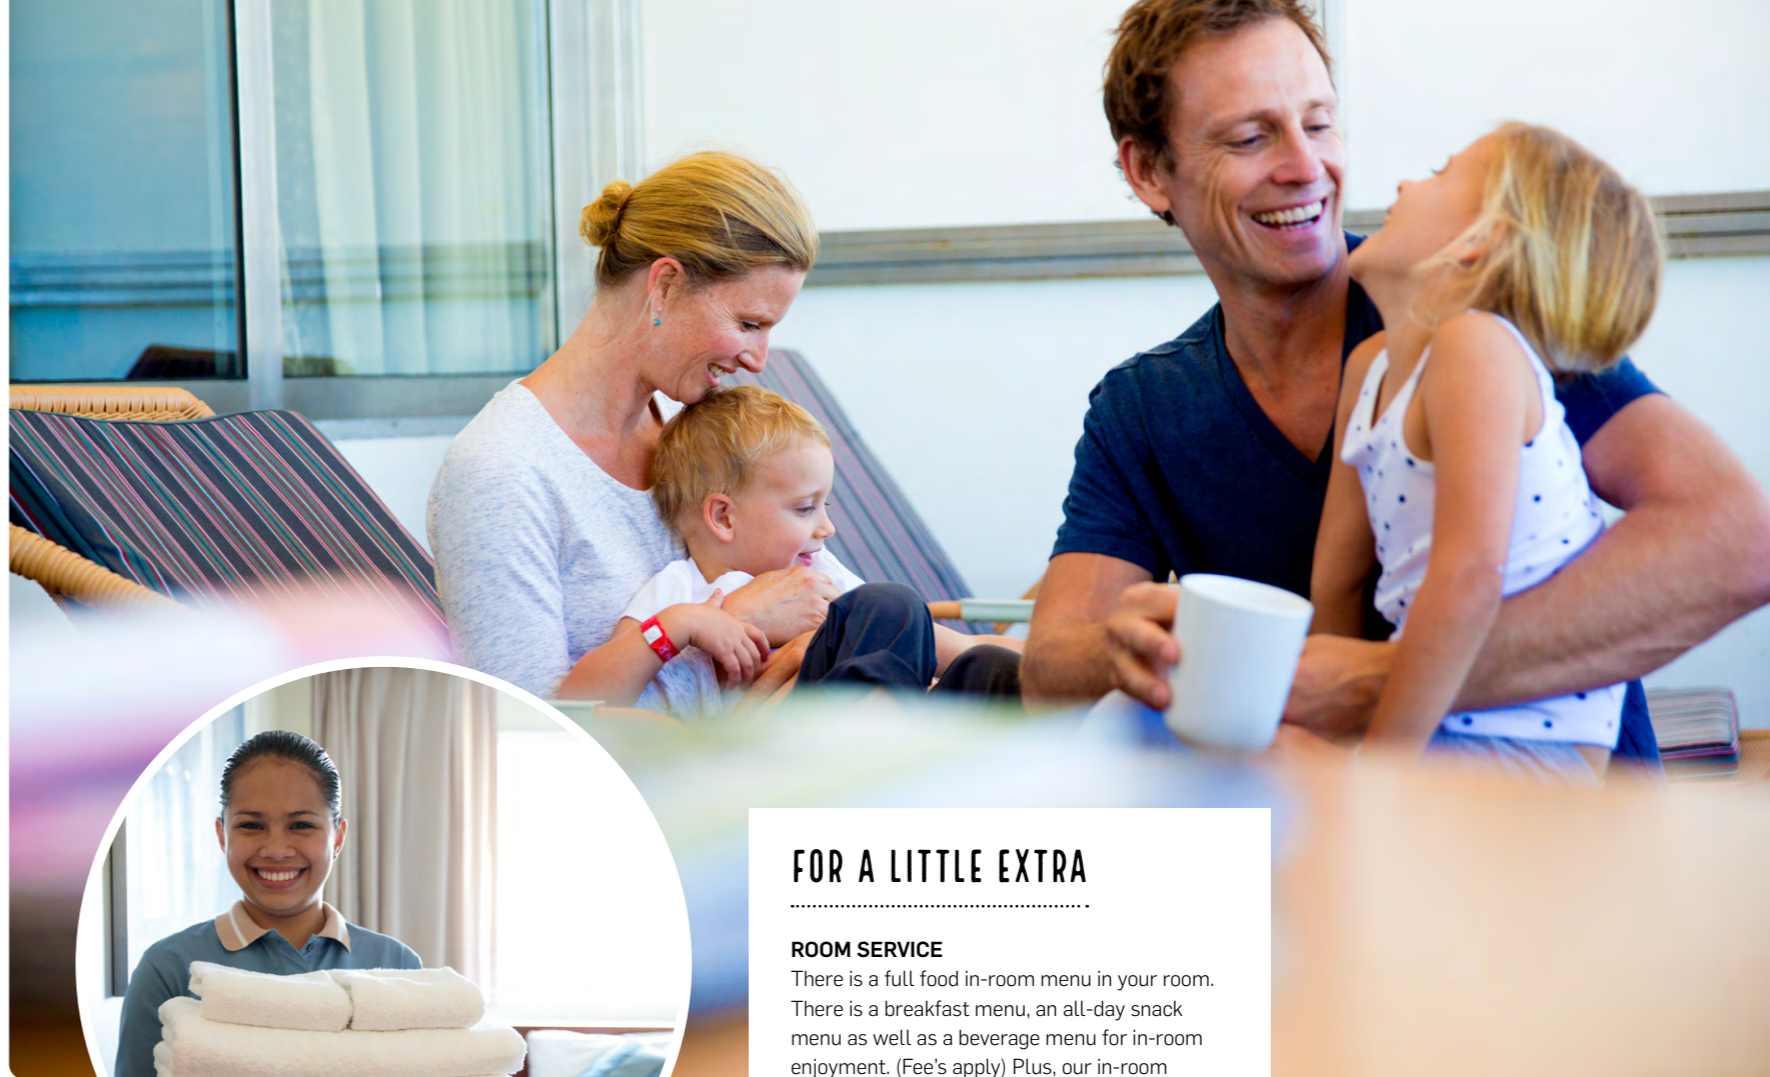 FOR A LITTLE EXTRA
ROOM SERVICE
There is a full food in-room menu in your room.
There is a breakfast menu, an all-day snack
menu as well as a beverage menu for in-room
enjoyment. (Fee's apply) Plus, our in-room